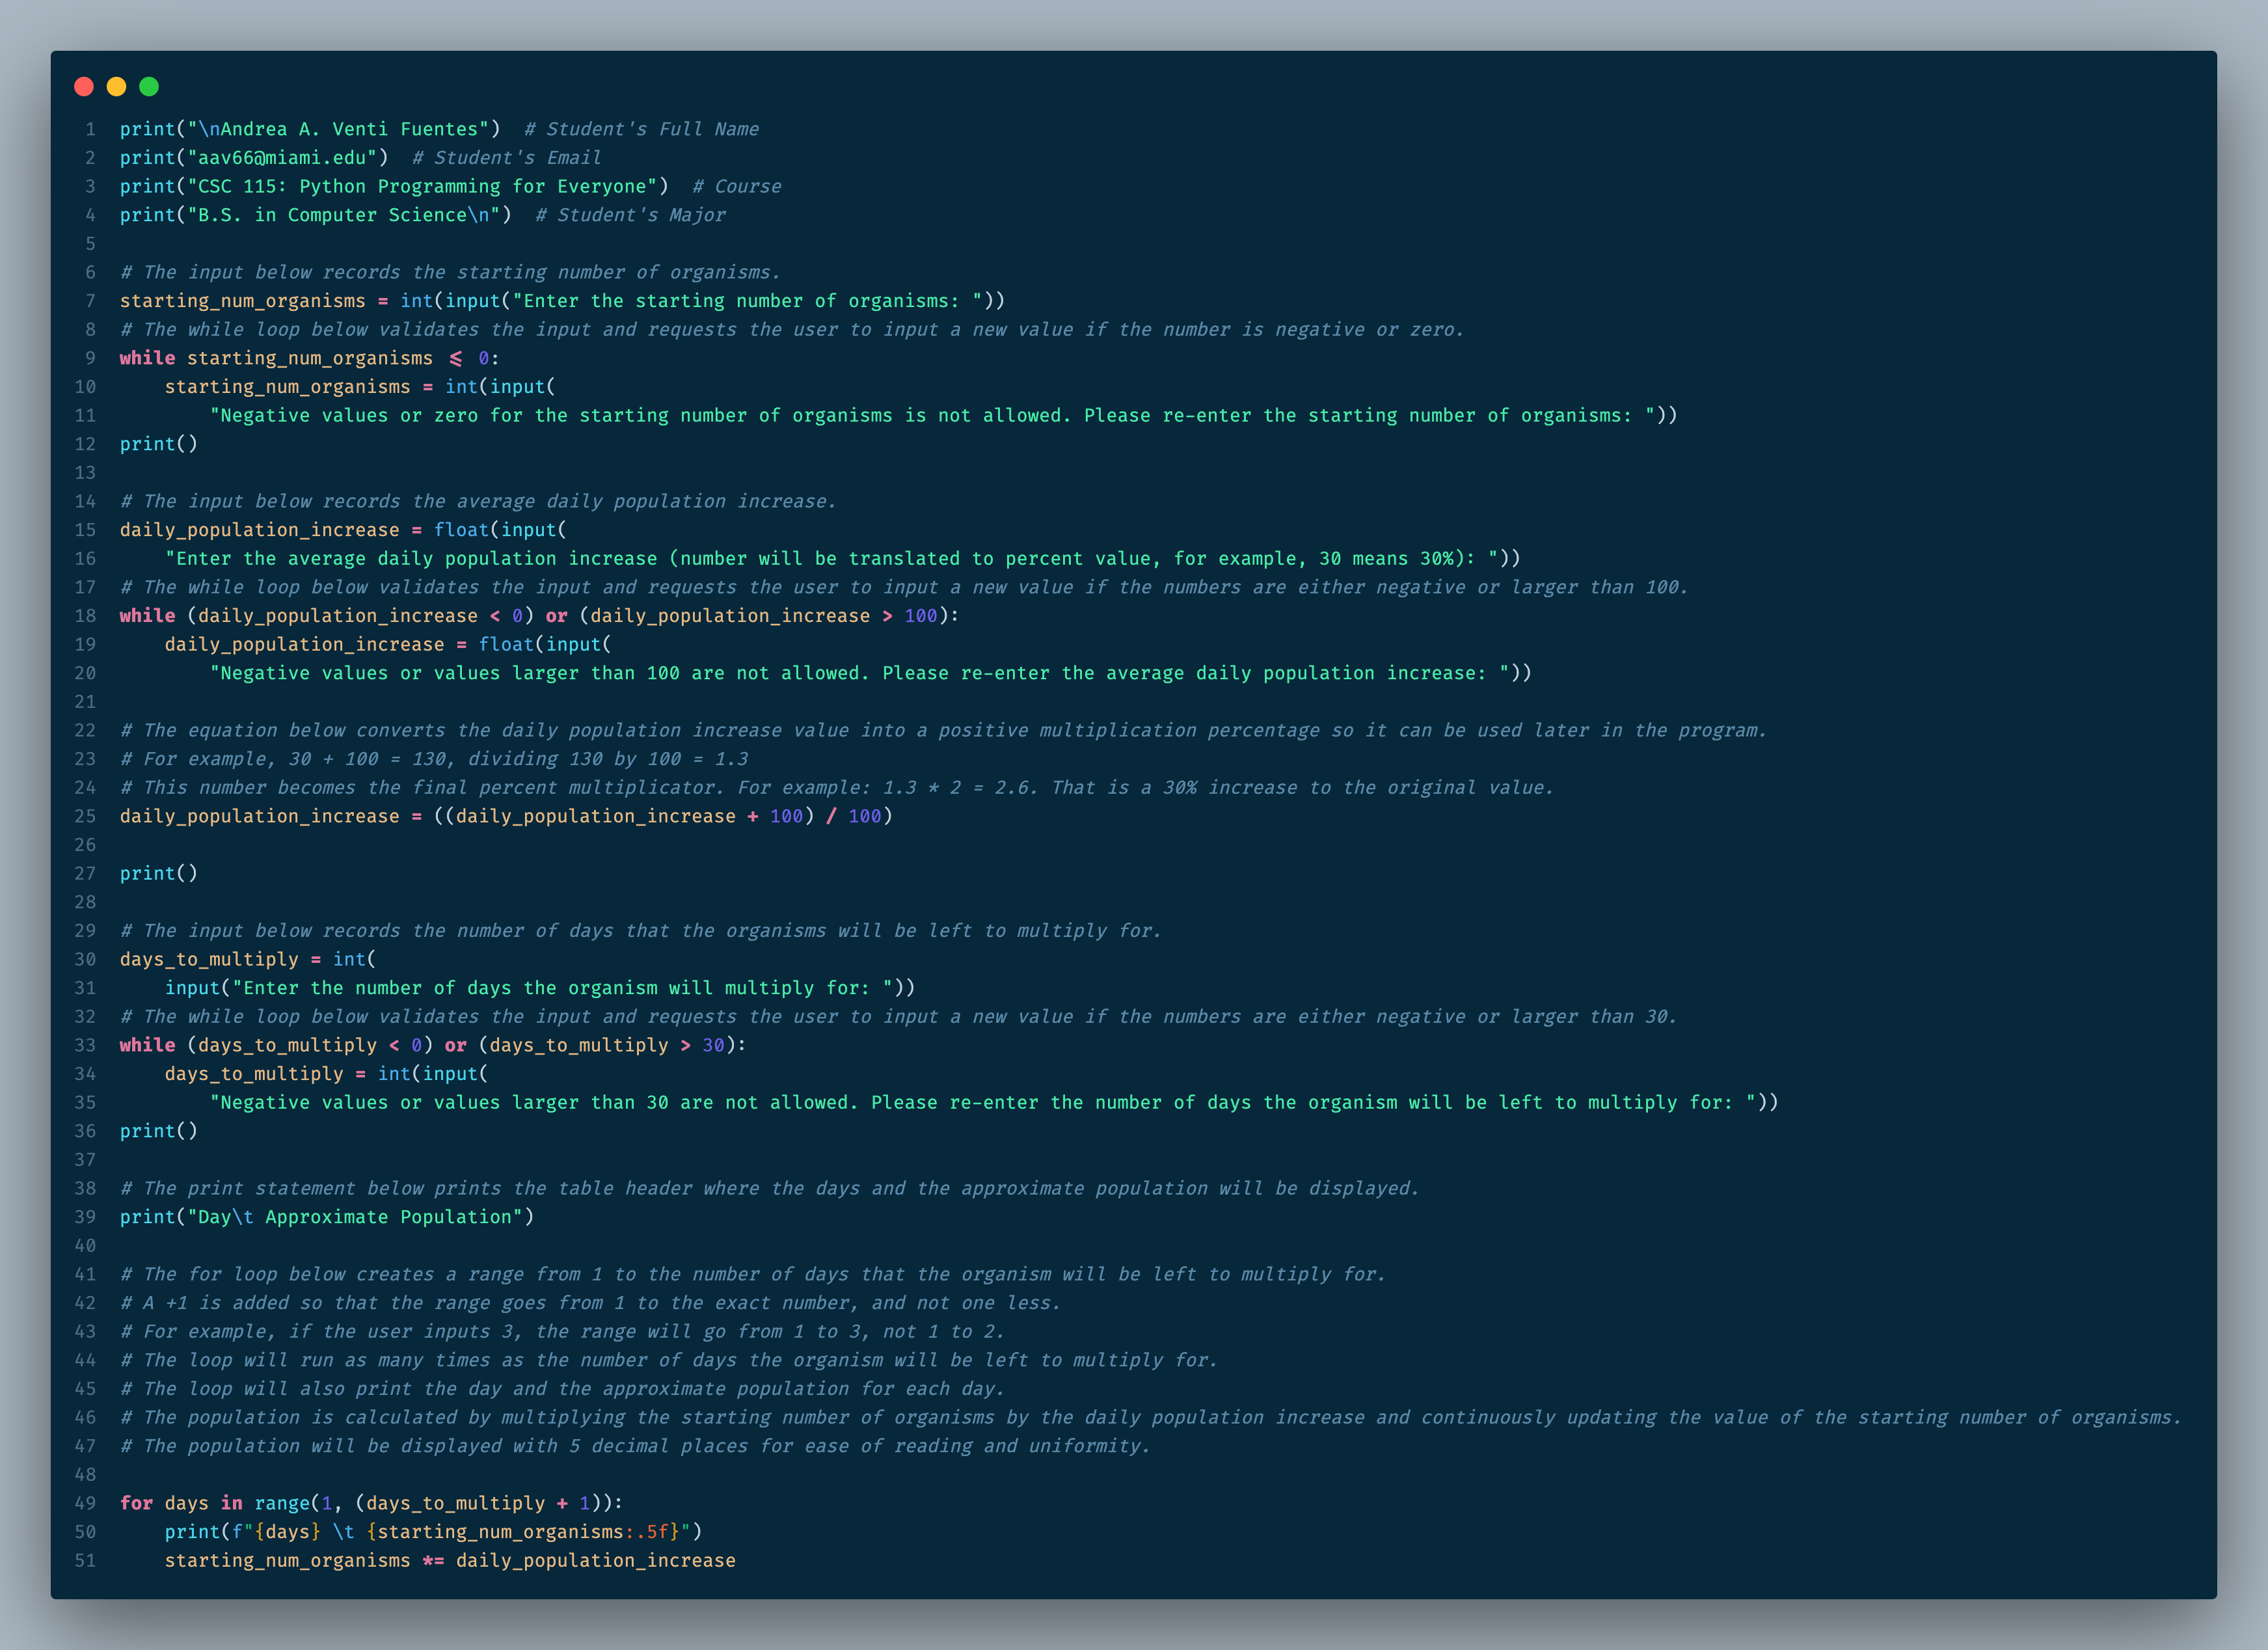 1 print("\nAndrea A. Venti Fuentes")  # Student's Full Name
2 print("aav66@miami.edu")  # Student's Email
3 print("CSC 115: Python Programming for Everyone")  # Course
4 print("B.S. in Computer Science\n")  # Student's Major
5
6 # The input below records the starting number of organisms.
7 starting_num_organisms = int(input("Enter the starting number of organisms: "))
8 # The while loop below validates the input and requests the user to input a new value if the number is negative or zero.
9 while starting_num_organisms <= 0:
10     starting_num_organisms = int(input(
11         "Negative values or zero for the starting number of organisms is not allowed. Please re-enter the starting number of organisms: "))
12 print()
13
14 # The input below records the average daily population increase.
15 daily_population_increase = float(input(
16     "Enter the average daily population increase (number will be translated to percent value, for example, 30 means 30%): "))
17 # The while loop below validates the input and requests the user to input a new value if the numbers are either negative or larger than 100.
18 while (daily_population_increase < 0) or (daily_population_increase > 100):
19     daily_population_increase = float(input(
20         "Negative values or values larger than 100 are not allowed. Please re-enter the average daily population increase: "))
21
22 # The equation below converts the daily population increase value into a positive multiplication percentage so it can be used later in the program.
23 # For example, 30 + 100 = 130, dividing 130 by 100 = 1.3
24 # This number becomes the final percent multiplicator. For example: 1.3 * 2 = 2.6. That is a 30% increase to the original value.
25 daily_population_increase = ((daily_population_increase + 100) / 100)
26
27 print()
28
29 # The input below records the number of days that the organisms will be left to multiply for.
30 days_to_multiply = int(
31     input("Enter the number of days the organism will multiply for: "))
32 # The while loop below validates the input and requests the user to input a new value if the numbers are either negative or larger than 30.
33 while (days_to_multiply < 0) or (days_to_multiply > 30):
34     days_to_multiply = int(input(
35         "Negative values or values larger than 30 are not allowed. Please re-enter the number of days the organism will be left to multiply for: "))
36 print()
37
38 # The print statement below prints the table header where the days and the approximate population will be displayed.
39 print("Day\t Approximate Population")
40
41 # The for loop below creates a range from 1 to the number of days that the organism will be left to multiply for.
42 # A +1 is added so that the range goes from 1 to the exact number, and not one less.
43 # For example, if the user inputs 3, the range will go from 1 to 3, not 1 to 2.
44 # The loop will run as many times as the number of days the organism will be left to multiply for.
45 # The loop will also print the day and the approximate population for each day.
46 # The population is calculated by multiplying the starting number of organisms by the daily population increase and continuously updating the value of the starting number of organisms.
47 # The population will be displayed with 5 decimal places for ease of reading and uniformity.
48
49 for days in range(1, (days_to_multiply + 1)):
50     print(f"{days} \t {starting_num_organisms:.5f}")
51     starting_num_organisms *= daily_population_increase